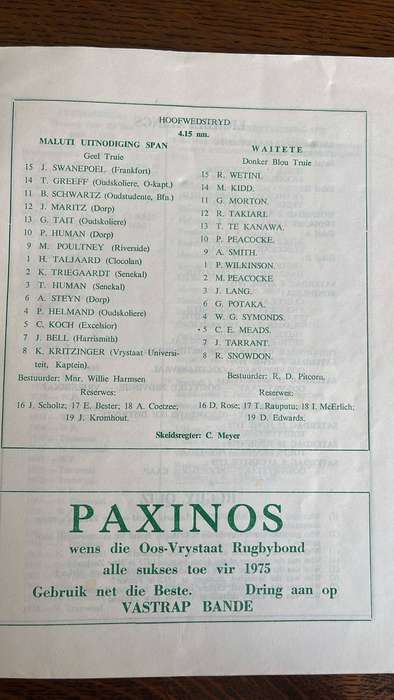 HOOFWEDSTRYD
4.15 nm.
MALUTI UITNODIGING SPAN
Geel Truie
15 J. SWANEPOEL (Frankfort)
14 T. GREEFF (Oudskoliere, O-kapt.)
11 B. SCHWARTZ (Oudstudente, Bfn.)
12 J. MARITZ (Dorp)
13 G. TAIT (Oudskoliere)
10 P. HUMAN (Dorp)
9 M. POULTNEY (Riverside)
1 H. TALJAARD (Clocolan)
2 K. TRIEGAARDT (Senekal)
3 T. HUMAN (Senekal)
6 A. STEYN (Dorp)
4 P. HELMAND (Oudskoliere)
5 C. KOCH (Excelsior)
7 J. BELL (Harrismith)
8 K. KRITZINGER (Vrystaat Universi-
teit, Kaptein).
Bestuurder: Mnr. Willie Harmsen
Reserwes:
16 J. Scholtz; 17 E. Bester; 18 A. Coetzee;
19 J. Kromhout.
WAITETE
Donker Blou Truie
15 R. WETINI.
14 M. KIDD.
11 G. MORTON.
12 R. TAKIARI.
13 T. TE KANAWA.
10 P. PEACOCKE.
9 A. SMITH.
1 P. WILKINSON.
2 M. PEACOCKE
3 J. LANG.
6 G. POTAKA.
4 W. G. SYMONDS.
5 C. E. MEADS.
7 J. TARRANT.
8 R. SNOWDON.
Bestuurder: R. D. Pitcorn.
Reserwes:
16 D. Rose; 17 T. Rauputu; 18 I. McErlich;
19 D. Edwards.
Skeidsregter: C. Meyer
PAXINOS
wens die Oos-Vrystaat Rugbybond
alle sukses toe vir 1975
Gebruik net die Beste. Dring aan op
VASTRAP BANDE